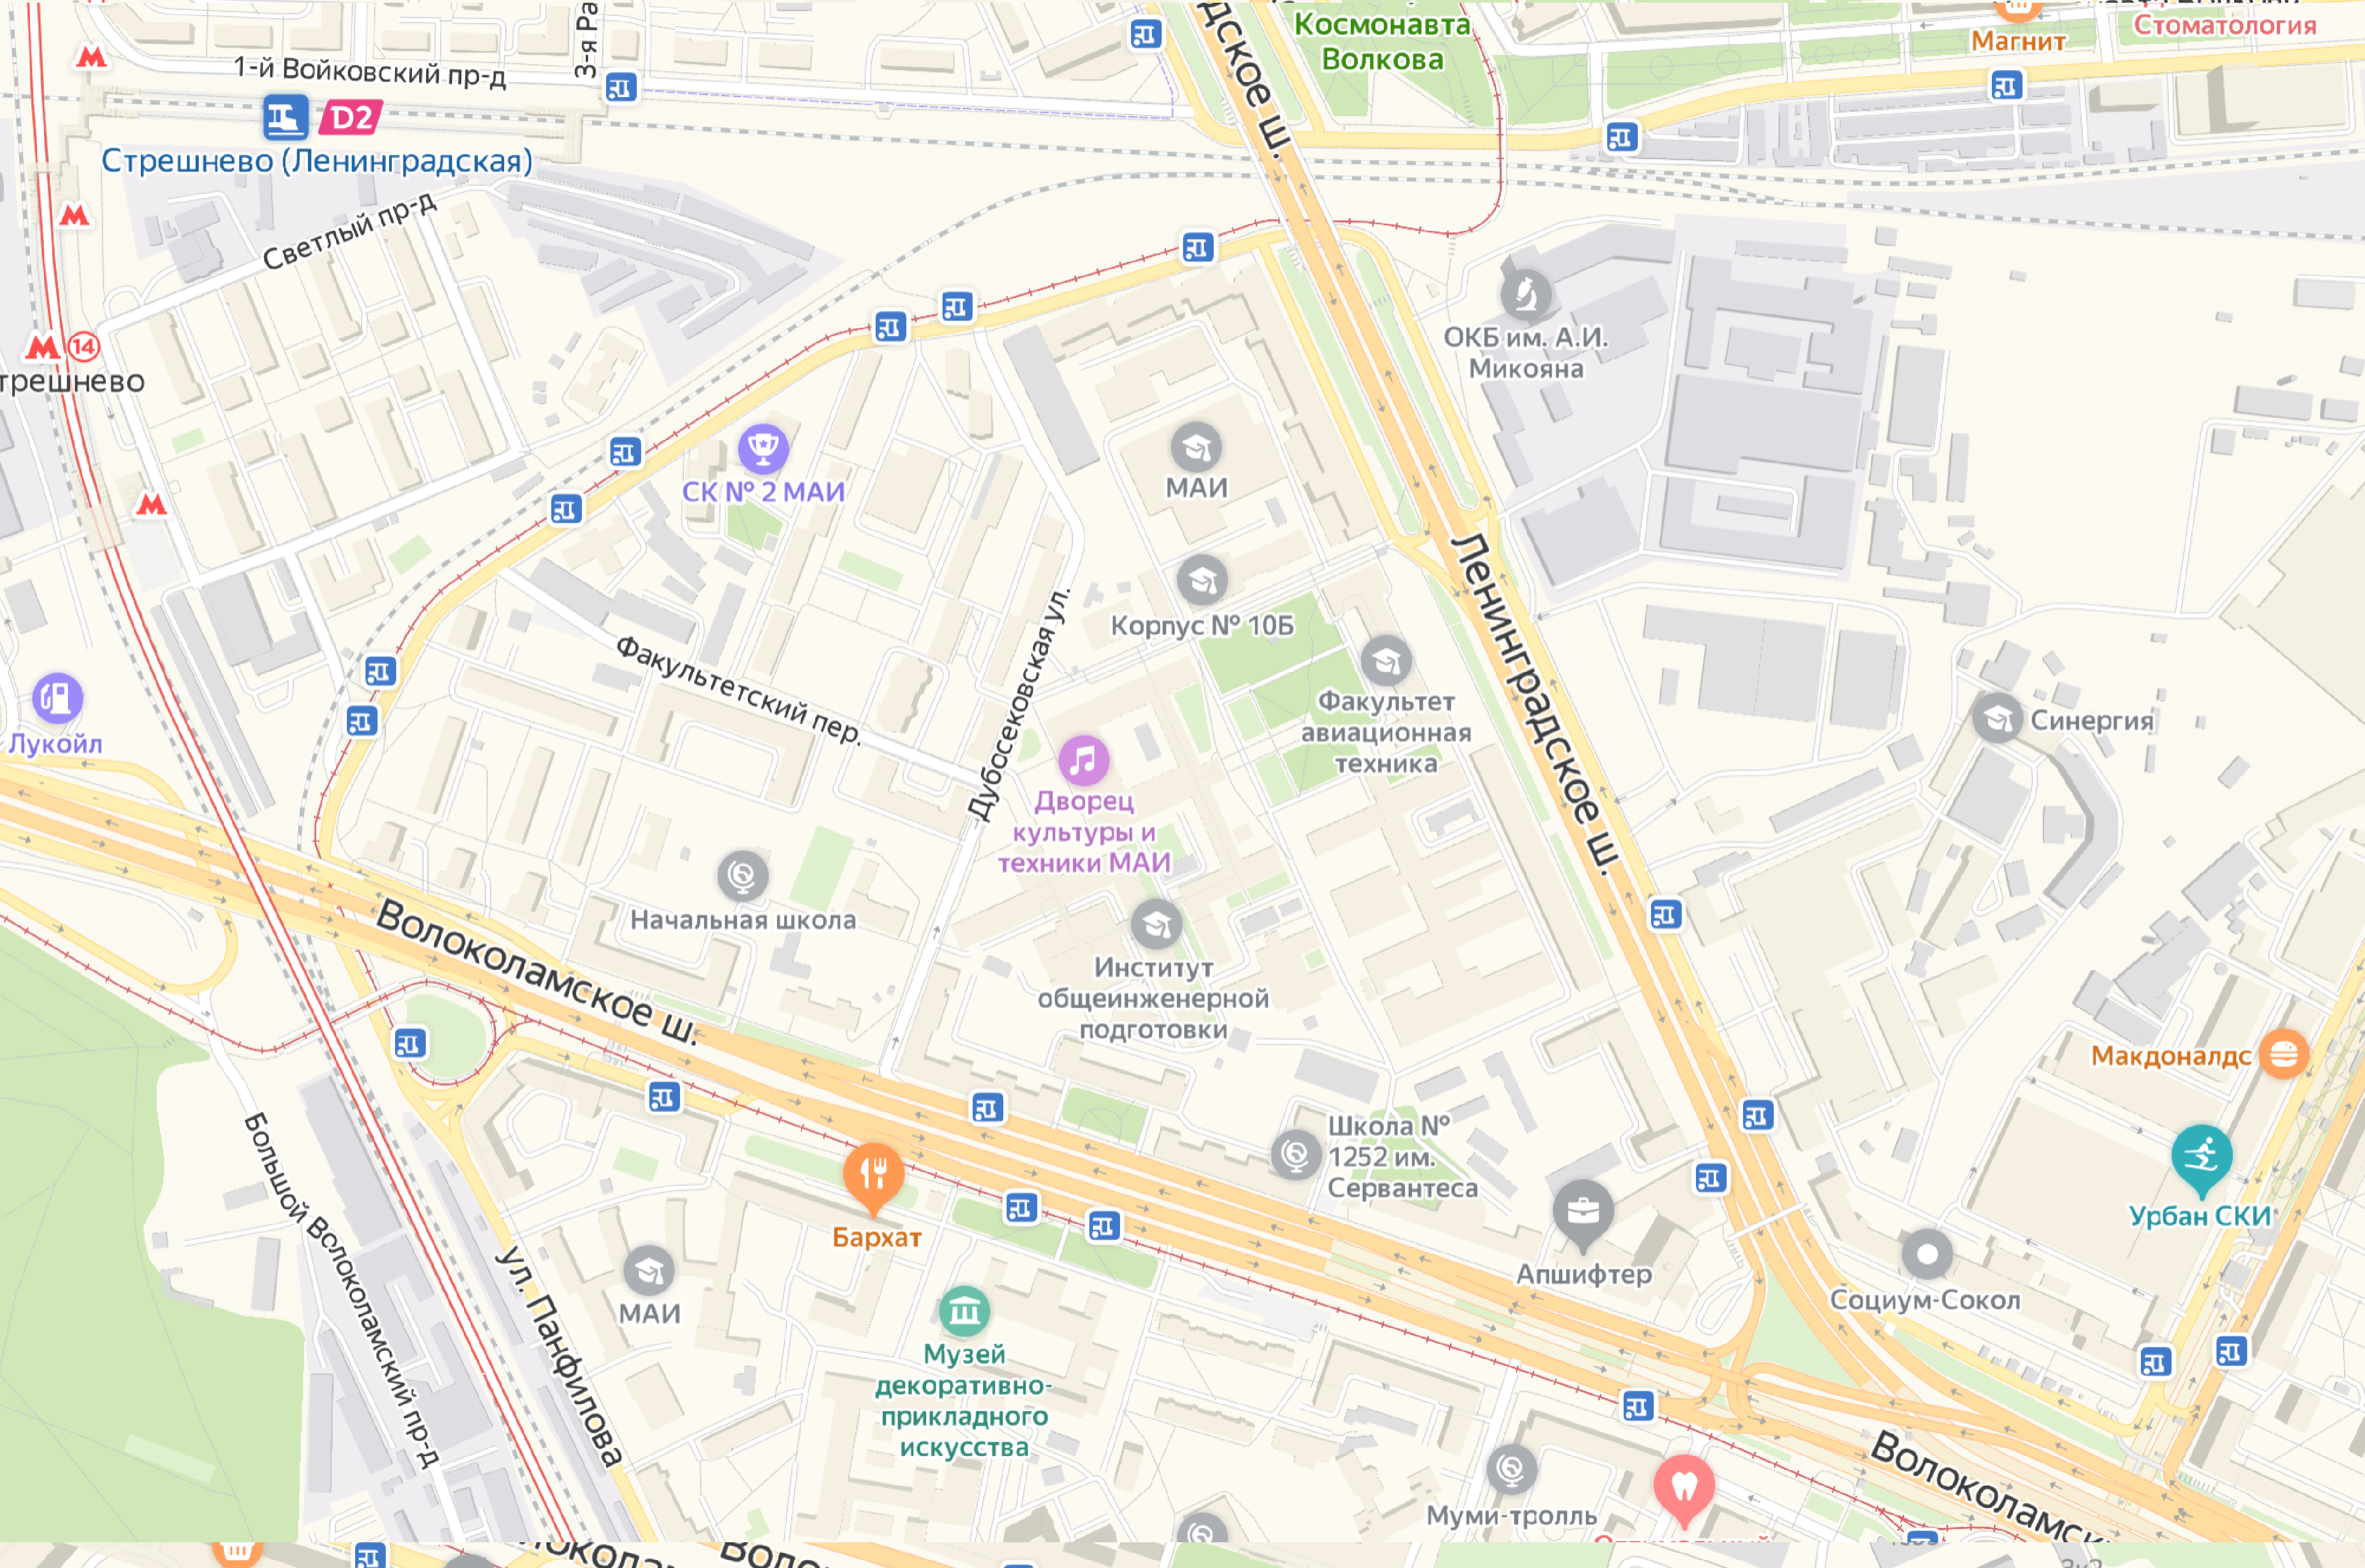 Космонавта
Волкова
Магнит
Стоматология
1-й Войковский пр-д
3-я Ра
D2
Стрешнево (Ленинградская)
дское ш.
Светлый пр-д
14
трешнево
ОКБ им. А.И.
Микояна
СК № 2 МАИ
МАИ
Корпус № 10Б
Ленинградское ш.
Факультетский пер.
Дубосековская ул.
Факультет
авиационная
техника
Синергия
Лукойл
Дворец
культуры и
техники МАИ
Начальная школа
Волоколамское ш.
Институт
общеинженерной
подготовки
Макдоналдс
Школа №
1252 им.
Сервантеса
Большой Волоколамский пр-д
Бархат
Урбан СКИ
ул. Панфилова
МАИ
Апшифтер
Социум-Сокол
Музей
декоративно-
прикладного
искусства
Муми-тролль
Волоколамск